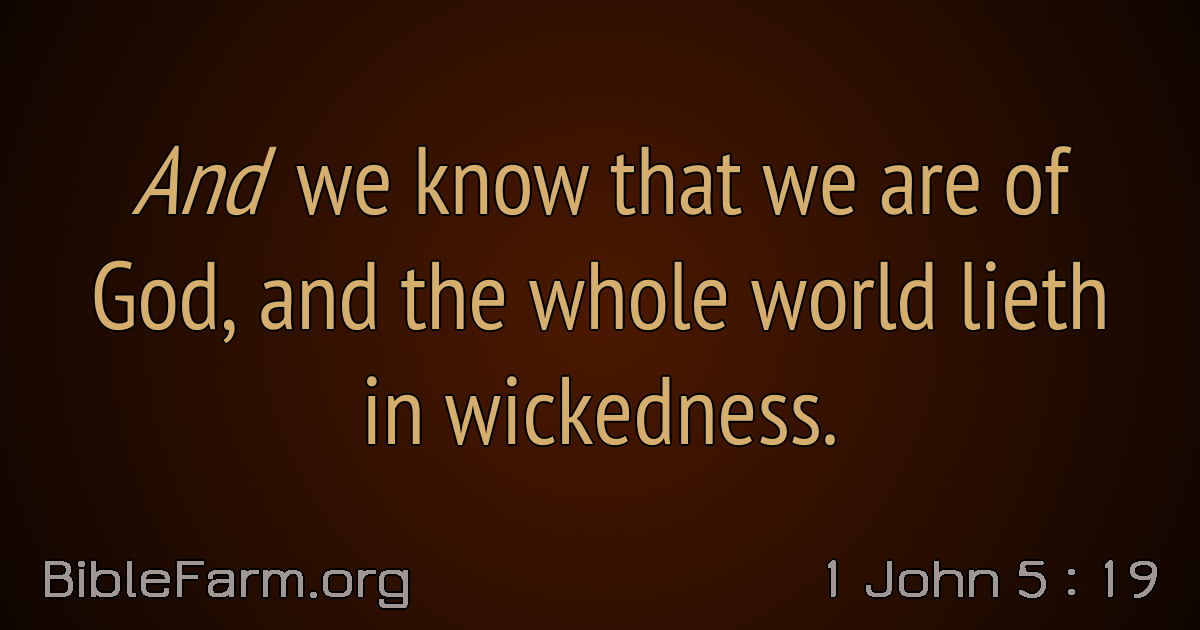 And we know that we are of
God, and the whole world lieth
in wickedness.
BibleFarm.org
1 John 5 : 19